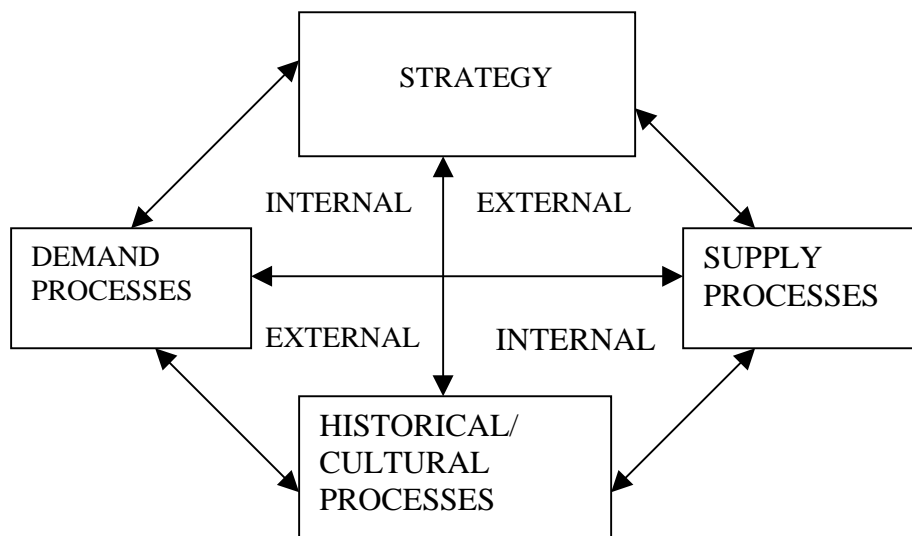 STRATEGY
INTERNAL
EXTERNAL
DEMAND
PROCESSES
SUPPLY
PROCESSES
EXTERNAL
INTERNAL
HISTORICAL/
CULTURAL
PROCESSES